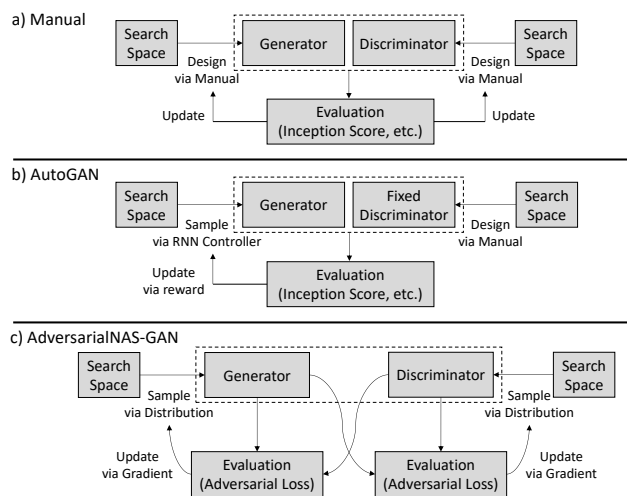 a) Manual
Search
Space
Generator
Discriminator
Search
Space
Design
via Manual
Design
via Manual
Update
Evaluation
(Inception Score, etc.)
Update
b) AutoGAN
Search
Space
Generator
Fixed
Discriminator
Search
Space
Sample
via RNN Controller
Design
via Manual
Update
via reward
Evaluation
(Inception Score, etc.)
c) AdversarialNAS-GAN
Search
Space
Generator
Discriminator
Search
Space
Sample
via Distribution
Sample
via Distribution
Update
via Gradient
Evaluation
(Adversarial Loss)
Evaluation
(Adversarial Loss)
Update
via Gradient